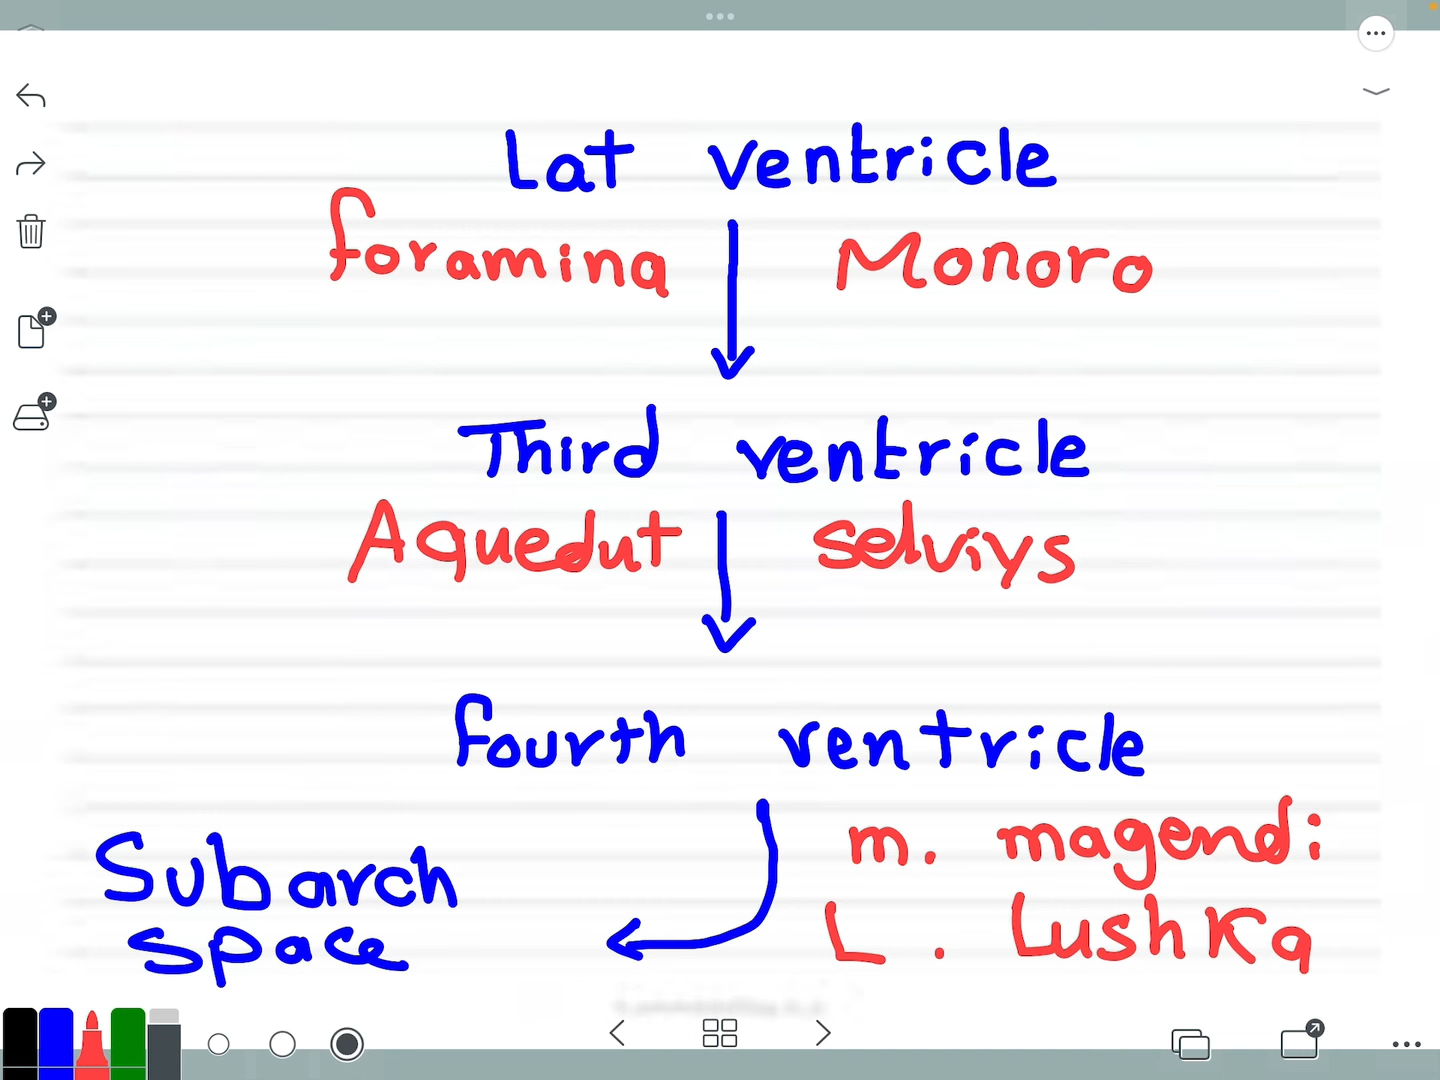 Lat ventricle
foramina Monoro
Third ventricle
Aquedut selviys
fourth ventricle
m. magendi
Subarch
L. Lushka
space